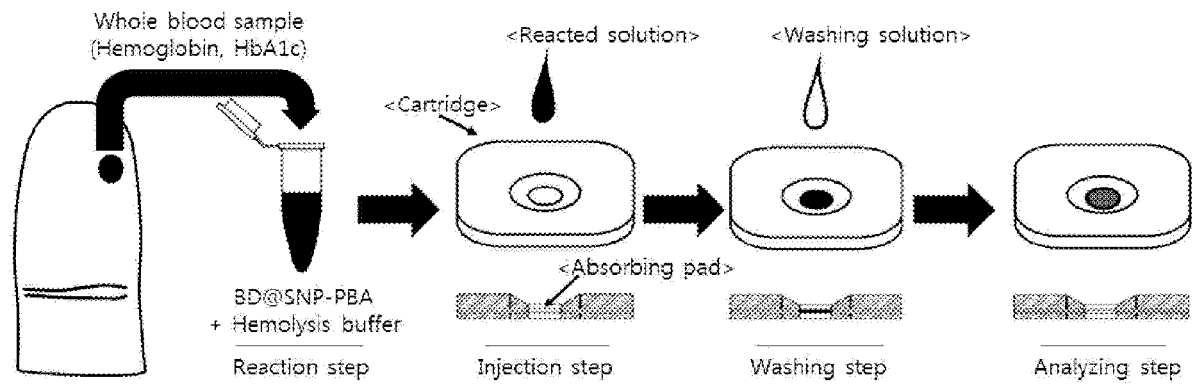 Whole blood sample
(Hemoglobin, HbA1c)
<Reacted solution>
<Washing solution>
<Cartridge>
<Absorbing pad>
BD@SNP-PBA
+ Hemolysis buffer
Reaction step
Injection step
Washing step
Analyzing step